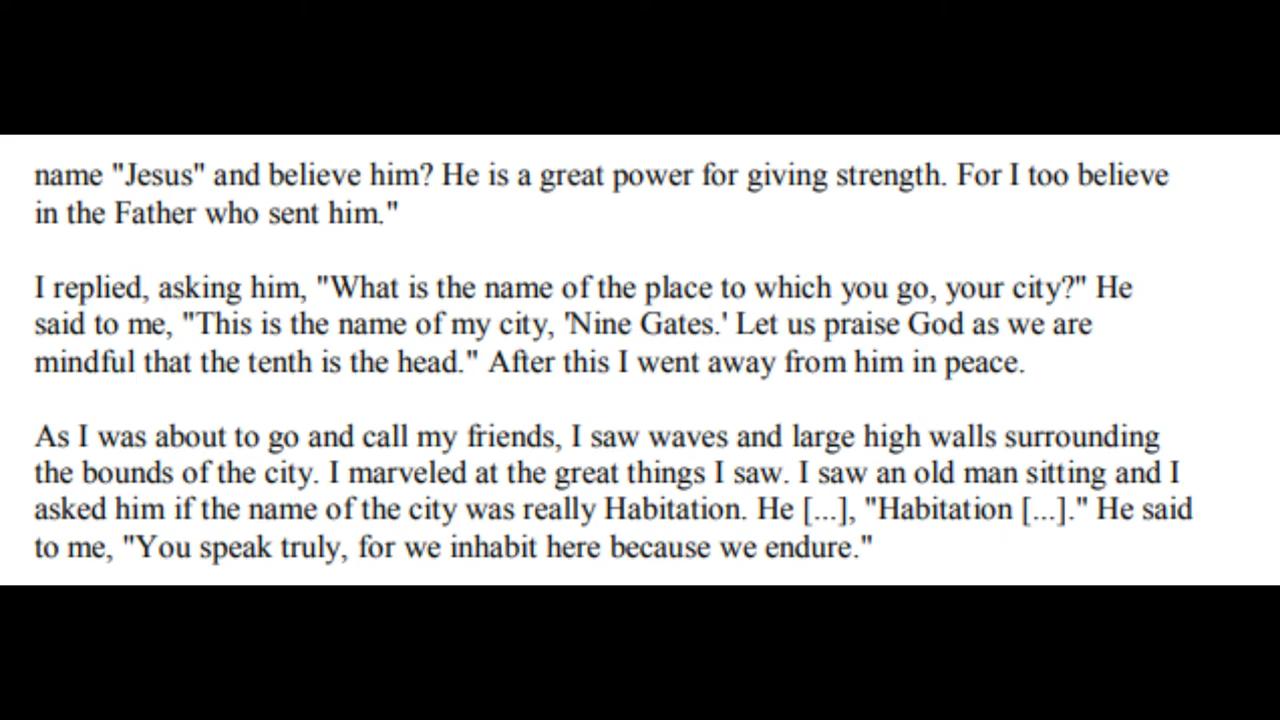 name "Jesus" and believe him? He is a great power for giving strength. For I too believe
in the Father who sent him."
I replied, asking him, "What is the name of the place to which you go, your city?" He
said to me, "This is the name of my city, 'Nine Gates.' Let us praise God as we are
mindful that the tenth is the head." After this I went away from him in peace.
As I was about to go and call my friends, I saw waves and large high walls surrounding
the bounds of the city. I marveled at the great things I saw. I saw an old man sitting and I
asked him if the name of the city was really Habitation. He [...], "Habitation [...]." He said
to me, "You speak truly, for we inhabit here because we endure."